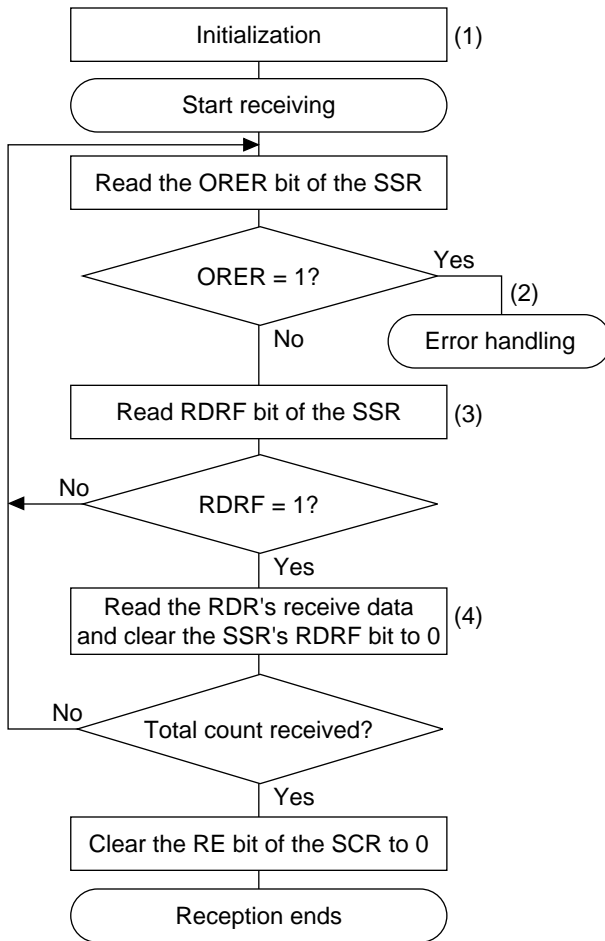 Initialization
(1)
Start receiving
Read the ORER bit of the SSR
ORER = 1?
Yes
(2)
Error handling
No
Read RDRF bit of the SSR
(3)
No
RDRF = 1?
Yes
Read the RDR's receive data
and clear the SSR's RDRF bit to 0
(4)
No
Total count received?
Yes
Clear the RE bit of the SCR to 0
Reception ends